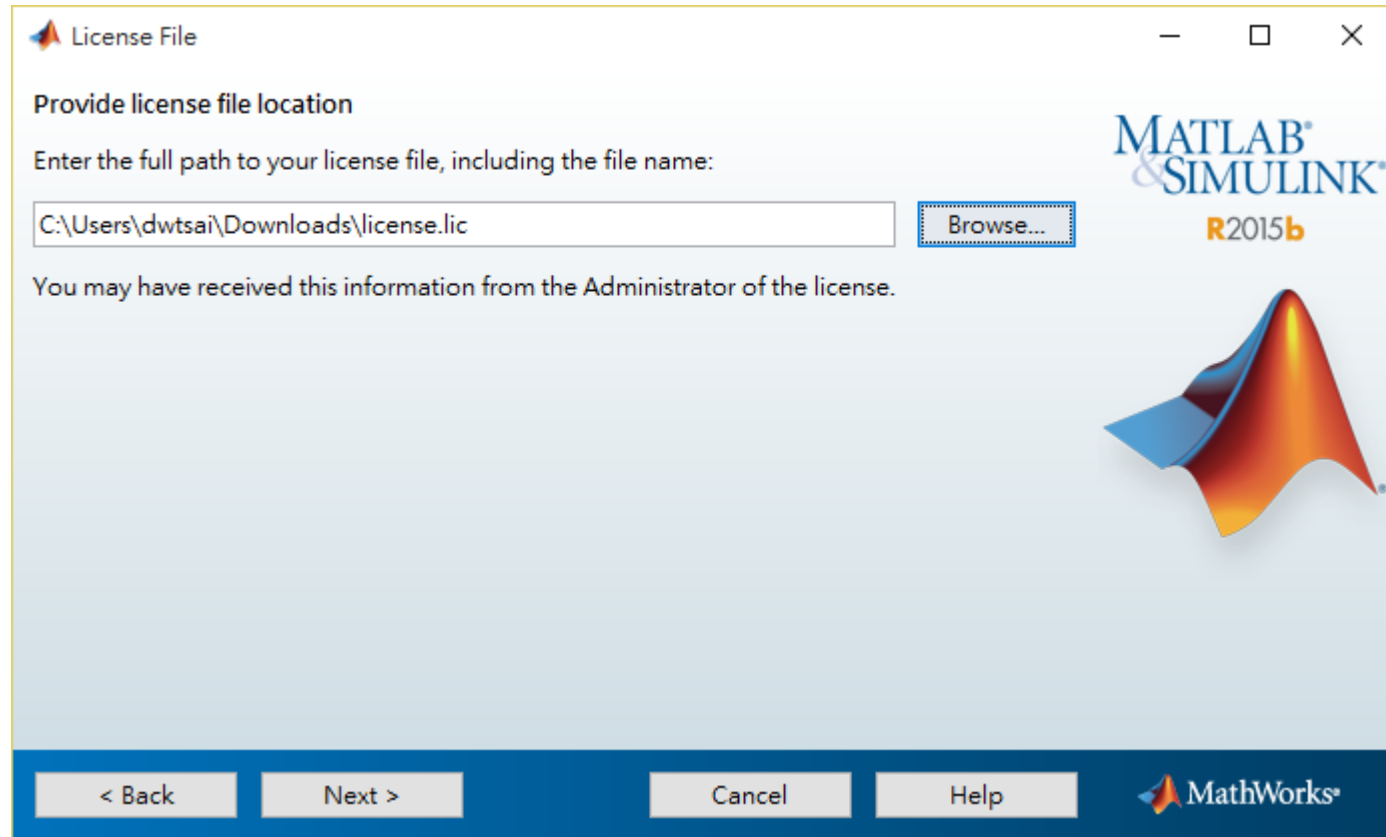 License File
Provide license file location
Enter the full path to your license file, including the file name:
C:\Users\dwtsai\Downloads\license.lic
Browse...
You may have received this information from the Administrator of the license.
MATLAB®
&SIMULINK®
R2015b
®
< Back
Next >
Cancel
Help
MathWorks®